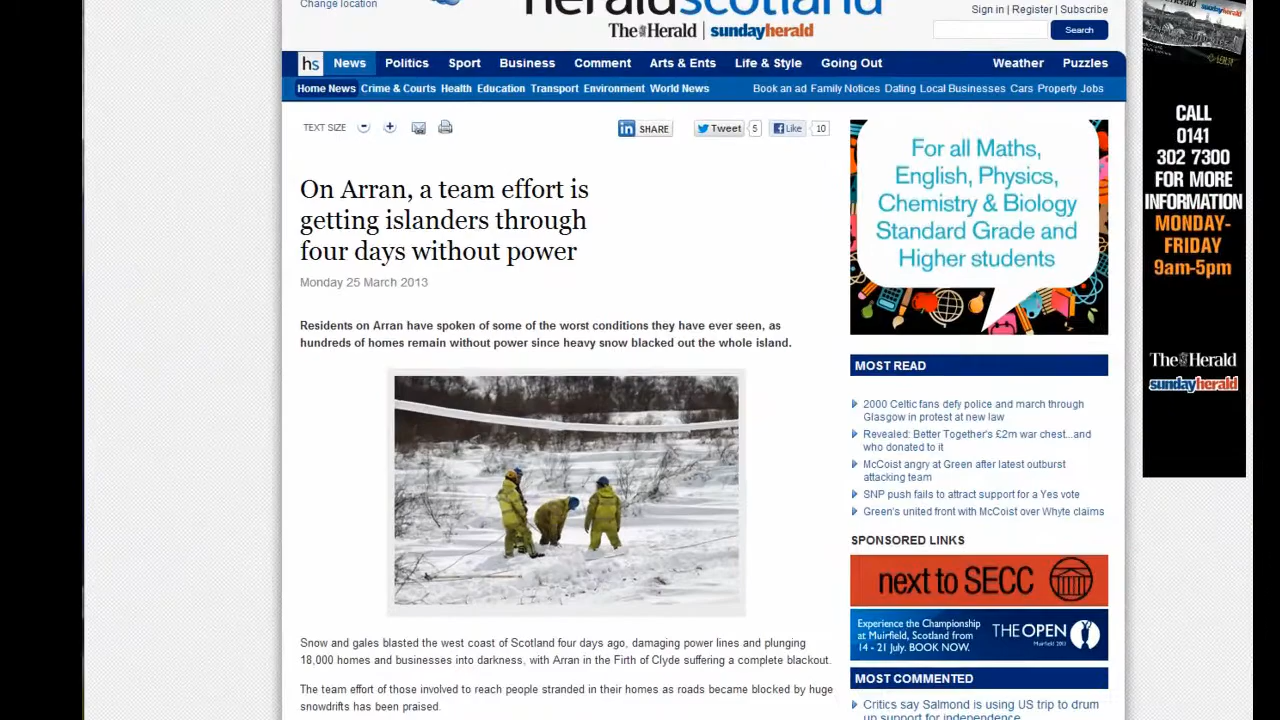 Change location
heraldscotland
Sign in | Register | Subscribe
The Herald | sundayherald
Search
hs News Politics Sport Business Comment Arts & Ents Life & Style Going Out Weather Puzzles
Home News Crime & Courts Health Education Transport Environment World News Book an ad Family Notices Dating Local Businesses Cars Property Jobs
TEXT SIZE
in SHARE
Tweet 5
Like 10
On Arran, a team effort is
getting islanders through
four days without power
Monday 25 March 2013
Residents on Arran have spoken of some of the worst conditions they have ever seen, as
hundreds of homes remain without power since heavy snow blacked out the whole island.
Snow and gales blasted the west coast of Scotland four days ago, damaging power lines and plunging
18,000 homes and businesses into darkness, with Arran in the Firth of Clyde suffering a complete blackout.
The team effort of those involved to reach people stranded in their homes as roads became blocked by huge
snowdrifts has been praised.
For all Maths,
English, Physics,
Chemistry & Biology
Standard Grade and
Higher students
MOST READ
2000 Celtic fans defy police and march through
Glasgow in protest at new law
Revealed: Better Together's £2m war chest...and
who donated to it
McCoist angry at Green after latest outburst
attacking team
SNP push fails to attract support for a Yes vote
Green's united front with McCoist over Whyte claims
SPONSORED LINKS
next to SECC
Experience the Championship
at Muirfield, Scotland from
14 - 21 July. BOOK NOW.
THE OPEN
MOST COMMENTED
Critics say Salmond is using US trip to drum
up support for independence
sundayherald
CALL
0141
302 7300
FOR MORE
INFORMATION
MONDAY-
FRIDAY
9am-5pm
The Herald
sundayherald